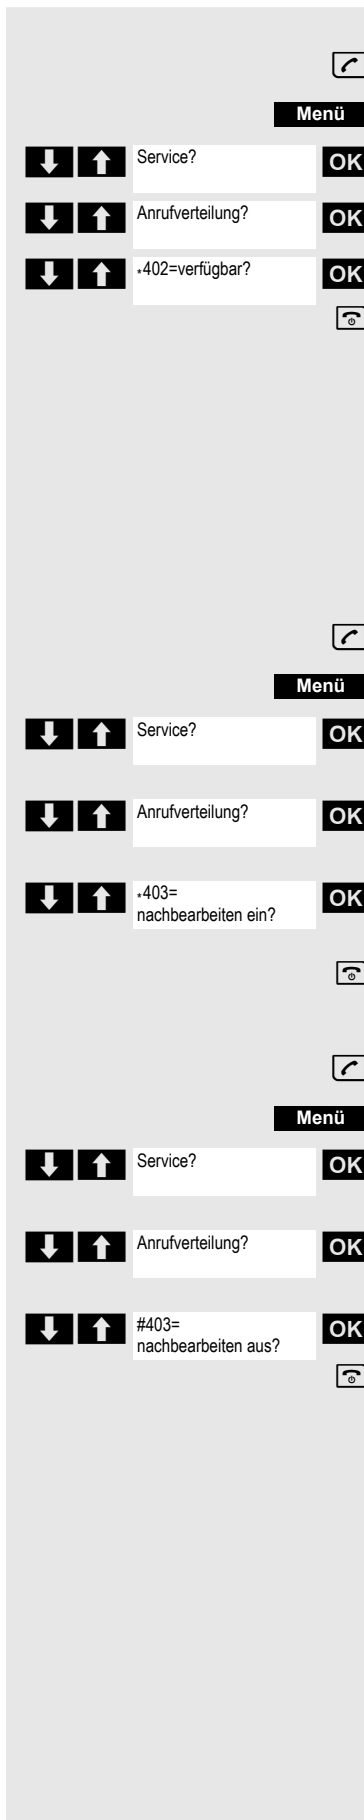 Menü
Service? OK
Anrufverteilung? OK
*402=verfügbar? OK
Menü
Service? OK
Anrufverteilung? OK
*403= OK
nachbearbeiten ein?
Menü
Service? OK
Anrufverteilung? OK
#403= OK
nachbearbeiten aus?